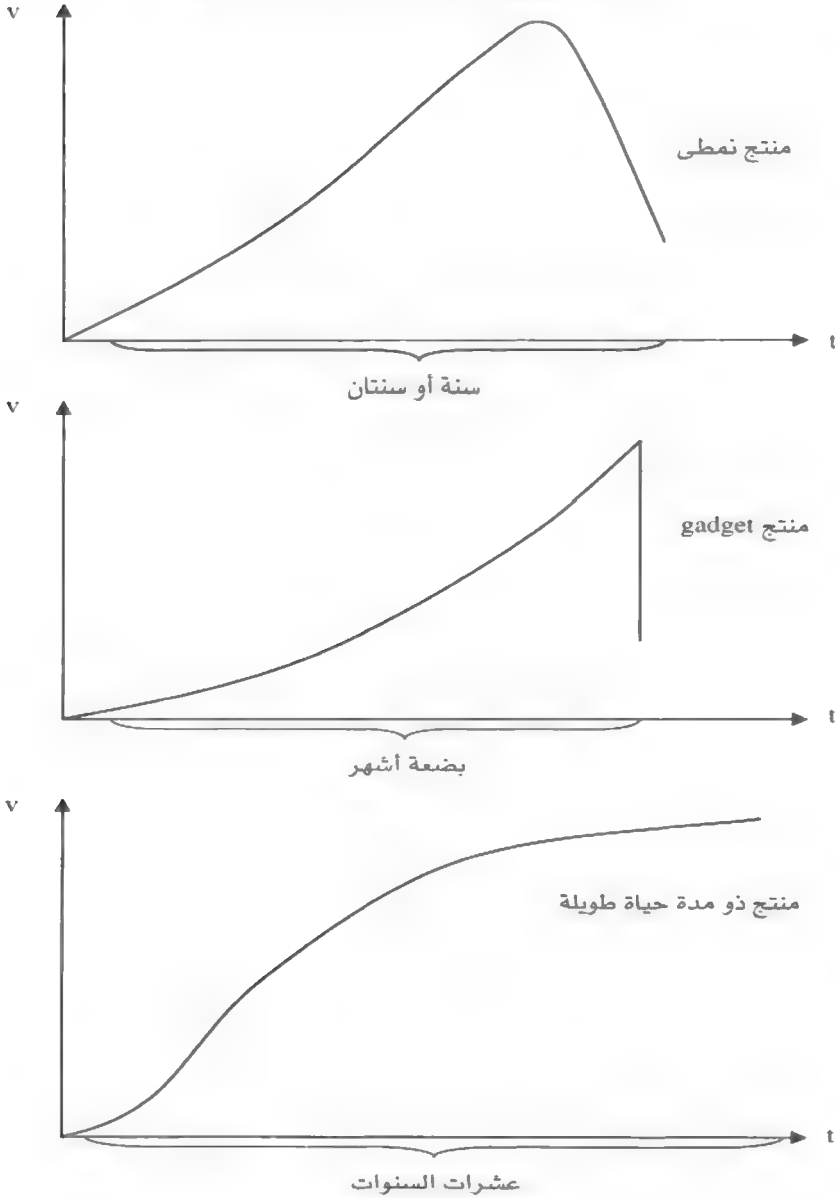 v
منتج نمطى
t
سنة أو سنتان
v
منتج gadget
t
بضعة أشهر
v
منتج ذو مدة حياة طويلة
t
عشرات السنوات